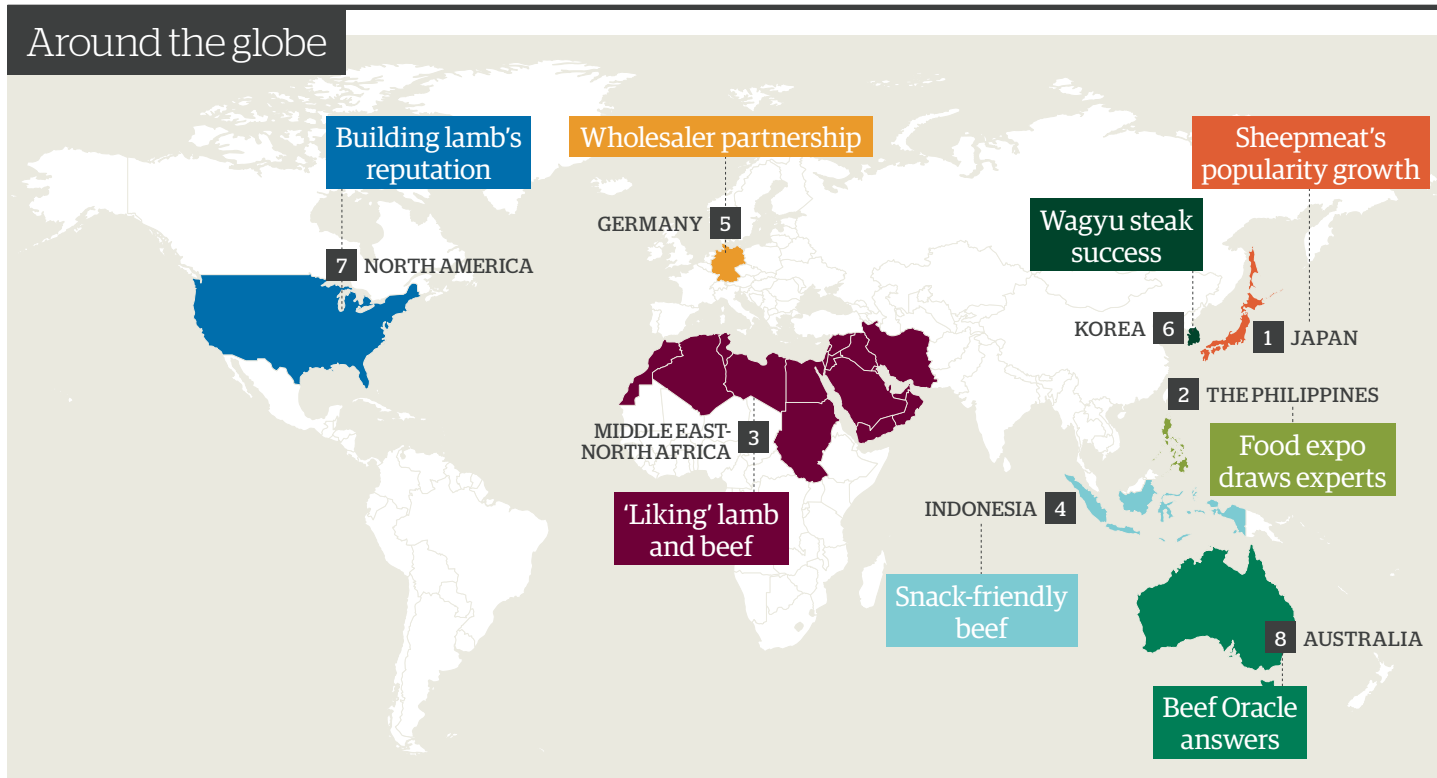 Around the globe
Building lamb's
reputation
Wholesaler partnership
Sheepmeat's
popularity growth
Wagyu steak
success
GERMANY 5
7 NORTH AMERICA
KOREA 6
1 JAPAN
2 THE PHILIPPINES
Food expo
draws experts
MIDDLE EAST-
NORTH AFRICA 3
'Liking' lamb
and beef
INDONESIA 4
Snack-friendly
beef
8 AUSTRALIA
Beef Oracle
answers